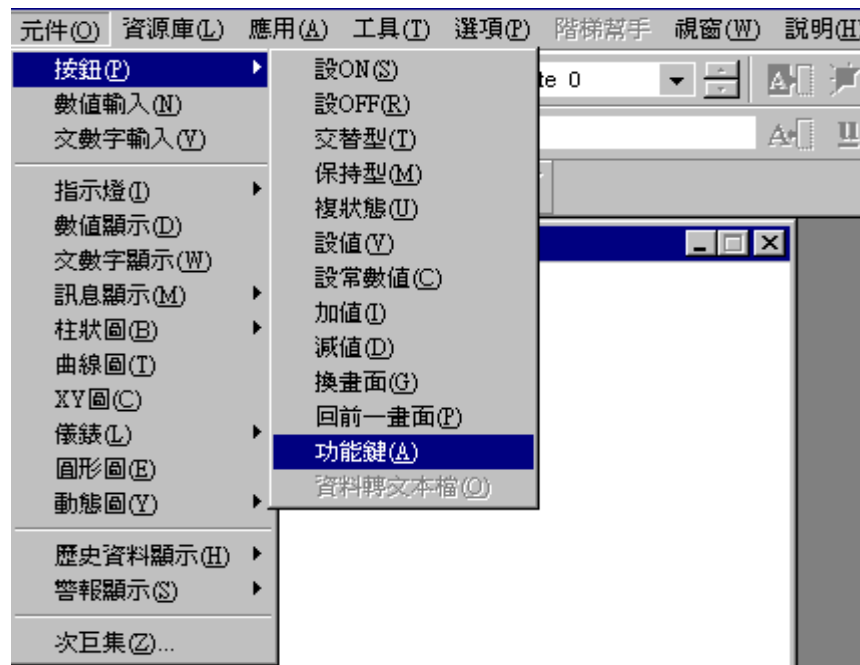 元件(O) 資源庫(L) 應用(A) 工具(T) 選項(P) 階梯幫手 視窗(W) 說明(H
按鈕(P)
數值輸入(N)
文數字輸入(V)
指示燈(I)
數值顯示(D)
文數字顯示(W)
訊息顯示(M)
柱狀圖(B)
曲線圖(T)
XY圖(C)
儀錶(L)
圓形圖(E)
動態圖(Y)
歷史資料顯示(H)
警報顯示(S)
次巨集(Z)...
設ON(S)
設OFF(R)
交替型(T)
保持型(M)
複狀態(U)
設值(V)
設常數值(C)
加值(I)
減值(D)
換畫面(G)
回前一畫面(P)
功能鍵(A)
資料轉文本檔(O)
te 0
A
A
U